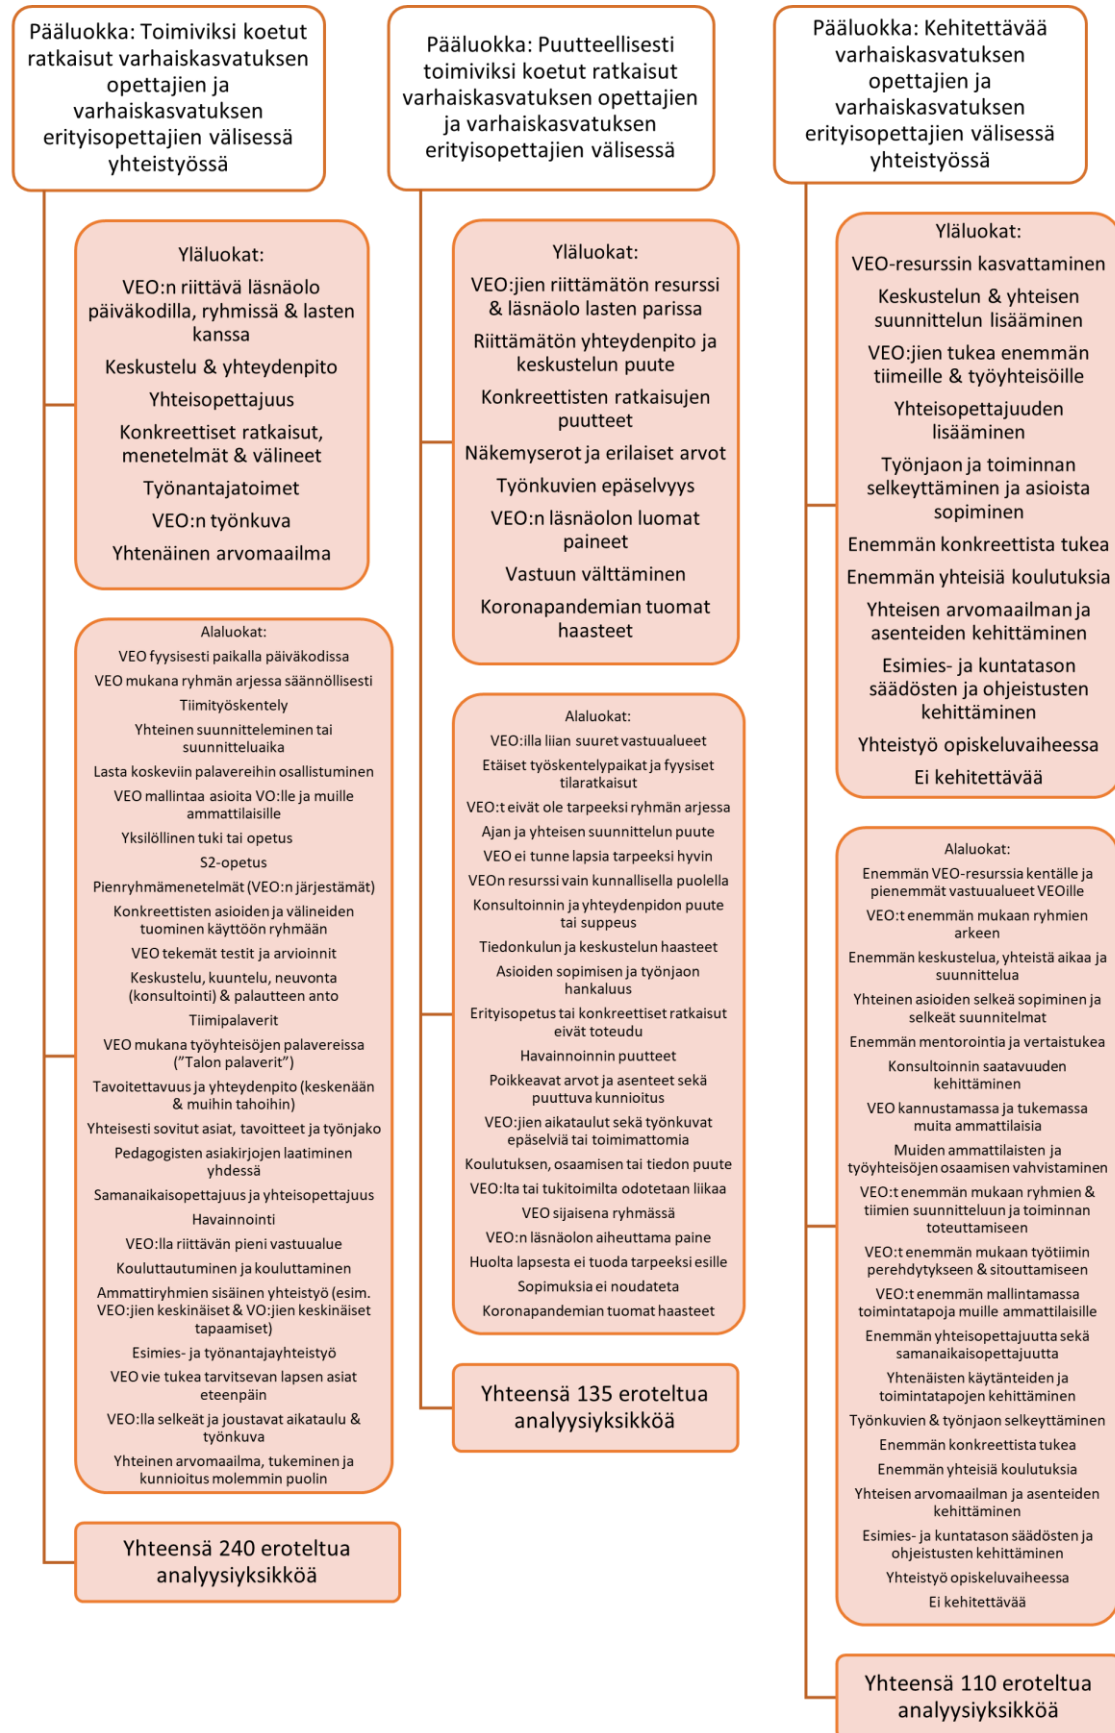 Pääluokka: Toimiviksi koetut
ratkaisut varhaiskasvatuksen
opettajien ja
varhaiskasvatuksen
erityisopettajien välisessä
yhteistyössä
Yläluokat:
VEO:n riittävä läsnäolo
päiväkodilla, ryhmissä & lasten
kanssa
Keskustelu & yhteydenpito
Yhteisopettajuus
Konkreettiset ratkaisut,
menetelmät & välineet
Työnantajatoimet
VEO:n työnkuva
Yhtenäinen arvomaailma
Alaluokat:
VEO fyysisesti paikalla päiväkodissa
VEO mukana ryhmän arjessa säännöllisesti
Tiimityöskentely
Yhteinen suunnitteleminen tai
suunnitteluaika
Lasta koskeviin palavereihin osallistuminen
VEO mallintaa asioita VO:lle ja muille
ammattilaisille
Yksilöllinen tuki tai opetus
S2-opetus
Pienryhmämenetelmät (VEO:n järjestämät)
Konkreettisten asioiden ja välineiden
tuominen käyttöön ryhmään
VEO tekemät testit ja arvioinnit
Keskustelu, kuuntelu, neuvonta
(konsultointi) & palautteen anto
Tiimipalaverit
VEO mukana työyhteisöjen palavereissa
(”Talon palaverit”)
Tavoitettavuus ja yhteydenpito (keskenään
& muihin tahoihin)
Yhteisesti sovitut asiat, tavoitteet ja työnjako
Pedagogisten asiakirjojen laatiminen
yhdessä
Samanaikaisopettajuus ja yhteisopettajuus
Havainnointi
VEO:lla riittävän pieni vastuualue
Kouluttautuminen ja kouluttaminen
Ammattiryhmien sisäinen yhteistyö (esim.
VEO:jien keskinäiset & VO:jien keskinäiset
tapaamiset)
Esimies- ja työnantajayhteistyö
VEO vie tukea tarvitsevan lapsen asiat
eteenpäin
VEO:lla selkeät ja joustavat aikataulu &
työnkuva
Yhteinen arvomaailma, tukeminen ja
kunnioitus molemmin puolin
Yhteensä 240 eroteltua
analyysiyksikköä
Pääluokka: Puutteellisesti
toimiviksi koetut ratkaisut
varhaiskasvatuksen opettajien
ja varhaiskasvatuksen
erityisopettajien välisessä
Yläluokat:
VEO:jien riittämätön resurssi
& läsnäolo lasten parissa
Riittämätön yhteydenpito ja
keskustelun puute
Konkreettisten ratkaisujen
puutteet
Näkemyserot ja erilaiset arvot
Työnkuvien epäselvyys
VEO:n läsnäolon luomat
paineet
Vastuun välttäminen
Koronapandemian tuomat
haasteet
Alaluokat:
VEO:illa liian suuret vastuualueet
Etäiset työskentelypaikat ja fyysiset
tilaratkaisut
VEO:t eivät ole tarpeeksi ryhmän arjessa
Ajan ja yhteisen suunnittelun puute
VEO ei tunne lapsia tarpeeksi hyvin
VEOn resurssi vain kunnallisella puolella
Konsultoinnin ja yhteydenpidon puute
tai suppeus
Tiedonkulun ja keskustelun haasteet
Asioiden sopimisen ja työnjaon
hankaluus
Erityisopetus tai konkreettiset ratkaisut
eivät toteudu
Havainnoinnin puutteet
Poikkeavat arvot ja asenteet sekä
puuttuva kunnioitus
VEO:jien aikataulut sekä työnkuvat
epäselviä tai toimimattomia
Koulutuksen, osaamisen tai tiedon puute
VEO:lta tai tukitoimilta odotetaan liikaa
VEO sijaisena ryhmässä
VEO:n läsnäolon aiheuttama paine
Huolta lapsesta ei tuoda tarpeeksi esille
Sopimuksia ei noudateta
Koronapandemian tuomat haasteet
Yhteensä 135 eroteltua
analyysiyksikköä
Pääluokka: Kehitettävää
varhaiskasvatuksen
opettajien ja
varhaiskasvatuksen
erityisopettajien välisessä
yhteistyössä
Yläluokat:
VEO-resurssin kasvattaminen
Keskustelun & yhteisen
suunnittelun lisääminen
VEO:jien tukea enemmän
tiimeille & työyhteisöille
Yhteisopettajuuden
lisääminen
Työnjaon ja toiminnan
selkeyttäminen ja asioista
sopiminen
Enemmän konkreettista tukea
Enemmän yhteisiä koulutuksia
Yhteisen arvomaailman ja
asenteiden kehittäminen
Esimies- ja kuntatason
säädösten ja ohjeistusten
kehittäminen
Yhteistyö opiskeluvaiheessa
Ei kehitettävää
Alaluokat:
Enemmän VEO-resurssia kentälle ja
pienemmät vastuualueet VEOille
VEO:t enemmän mukaan ryhmien
arkeen
Enemmän keskustelua, yhteistä aikaa ja
suunnittelua
Yhteinen asioiden selkeä sopiminen ja
selkeät suunnitelmat
Enemmän mentorointia ja vertaistukea
Konsultoinnin saatavuuden
kehittäminen
VEO kannustamassa ja tukemassa
muita ammattilaisia
Muiden ammattilaisten ja
työyhteisöjen osaamisen vahvistaminen
VEO:t enemmän mukaan ryhmien &
tiimien suunnitteluun ja toiminnan
toteuttamiseen
VEO:t enemmän mukaan työtiimin
perehdytykseen & sitouttamiseen
VEO:t enemmän mallintamassa
toimintatapoja muille ammattilaisille
Enemmän yhteisopettajuutta sekä
samanaikaisopettajuutta
Yhtenäisten käytänteiden ja
toimintatapojen kehittäminen
Työnkuvien & työnjaon selkeyttäminen
Enemmän konkreettista tukea
Enemmän yhteisiä koulutuksia
Yhteisen arvomaailman ja asenteiden
kehittäminen
Esimies- ja kuntatason säädösten ja
ohjeistusten kehittäminen
Yhteistyö opiskeluvaiheessa
Ei kehitettävää
Yhteensä 110 eroteltua
analyysiyksikköä